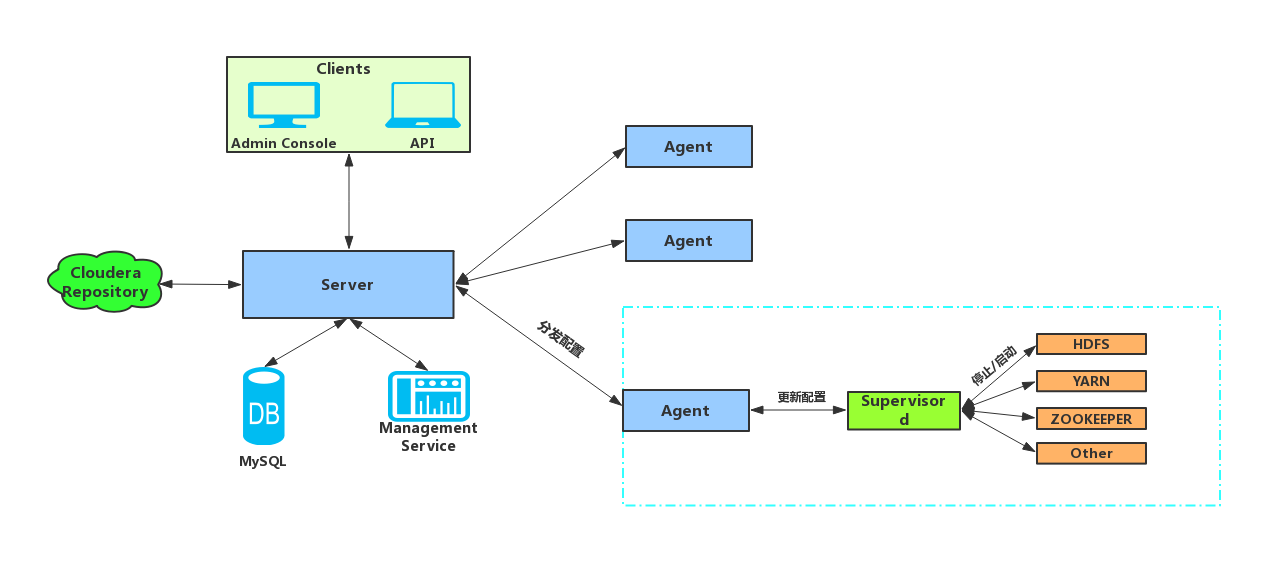 Clients
Admin Console
API
Agent
Agent
Cloudera
Repository
Server
分发配置
停止/启动
HDFS
YARN
ZOOKEEPER
Other
Agent
更新配置
Supervisor
d
DB
MySQL
Management
Service